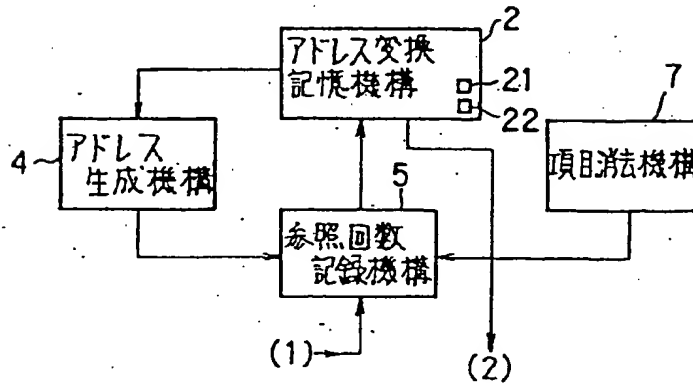 2
アドレス変換
記憶機構
21
22
7
4
アドレス
生成機構
項目消去機構
5
参照回数
記録機構
(1)
(2)